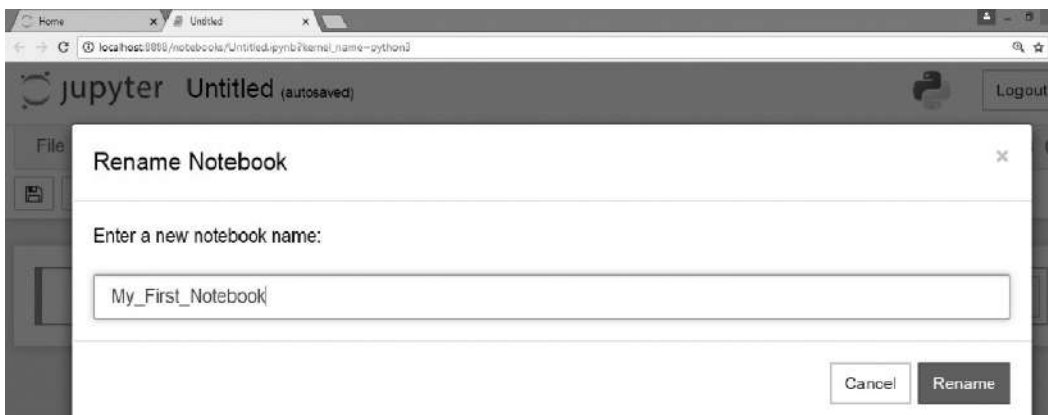 Home Untitled
localhost:8888/notebooks/Untitled.ipynb?kernel_name=python3
jupyter Untitled (autosaved)
Logout
File
Rename Notebook
Enter a new notebook name:
My_First_Notebook
Cancel Rename